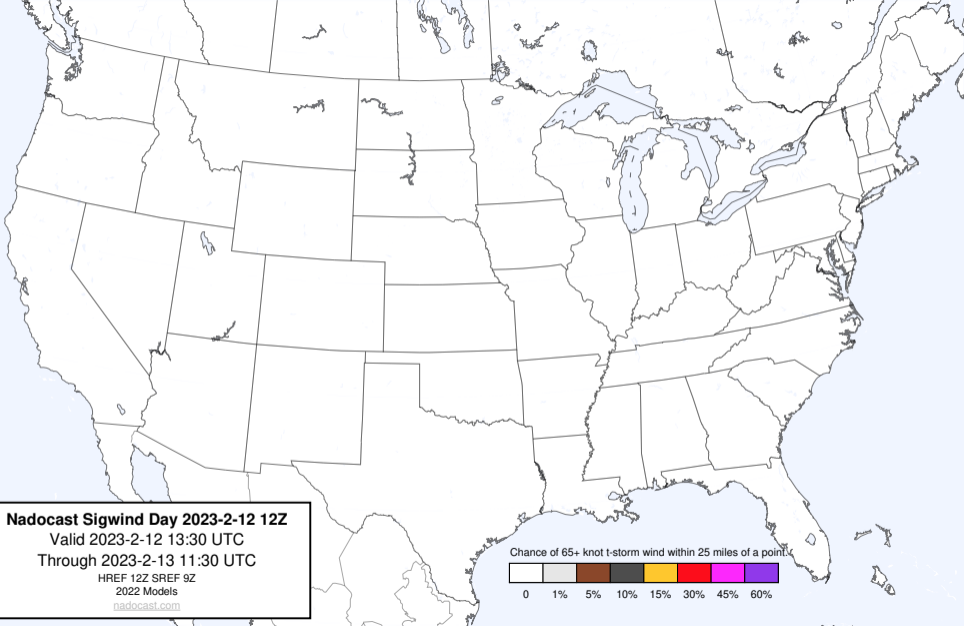 Nadocast Sigwind Day 2023-2-12 12Z
Valid 2023-2-12 13:30 UTC
Through 2023-2-13 11:30 UTC
HREF 12Z SREF 9Z
2022 Models
nadocast.com
Chance of 65+ knot t-storm wind within 25 miles of a point.
0 1% 5% 10% 15% 30% 45% 60%